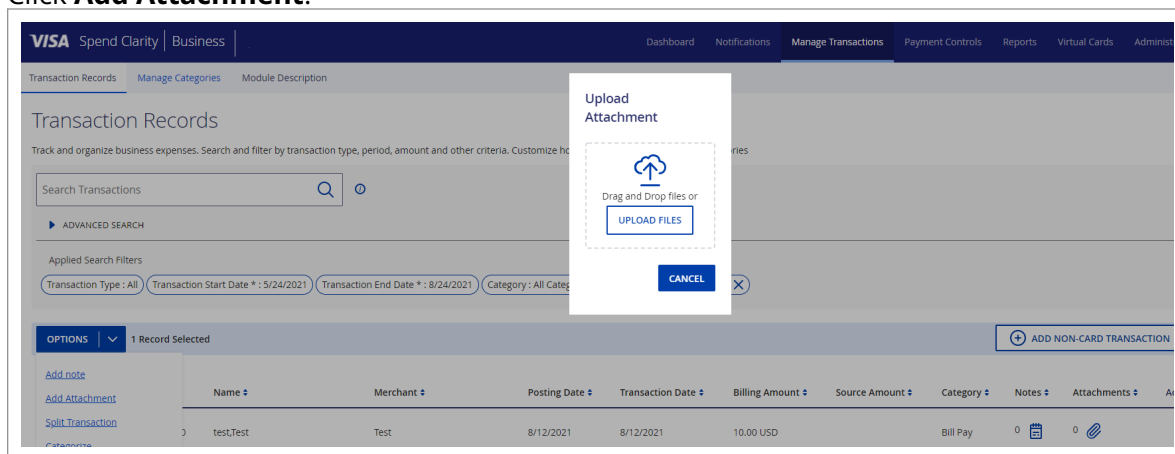 Click Add Attachment.
VISA Spend Clarity | Business |
Dashboard Notifications Manage Transactions Payment Controls Reports Virtual Cards
Transaction Records Manage Categories Module Description
Upload
Attachment
Transaction Records
Track and organize business expenses. Search and filter by transaction type, period, amount and other criteria. Customize
Search Transactions
Drag and Drop files or
UPLOAD FILES
ADVANCED SEARCH
Applied Search Filters
Transaction Type : All Transaction Start Date * : 5/24/2021 Transaction End Date * : 8/24/2021 Category : All
CANCEL
OPTIONS 1 Record Selected ADD NON-CARD TRANSACTION
Add note
Add Attachment
Name Merchant Posting Date Transaction Date Billing Amount Source Amount Category Notes Attachments
Split Transaction
test,Test Test 8/12/2021 8/12/2021 10.00 USD Bill Pay 0 0
Categorize